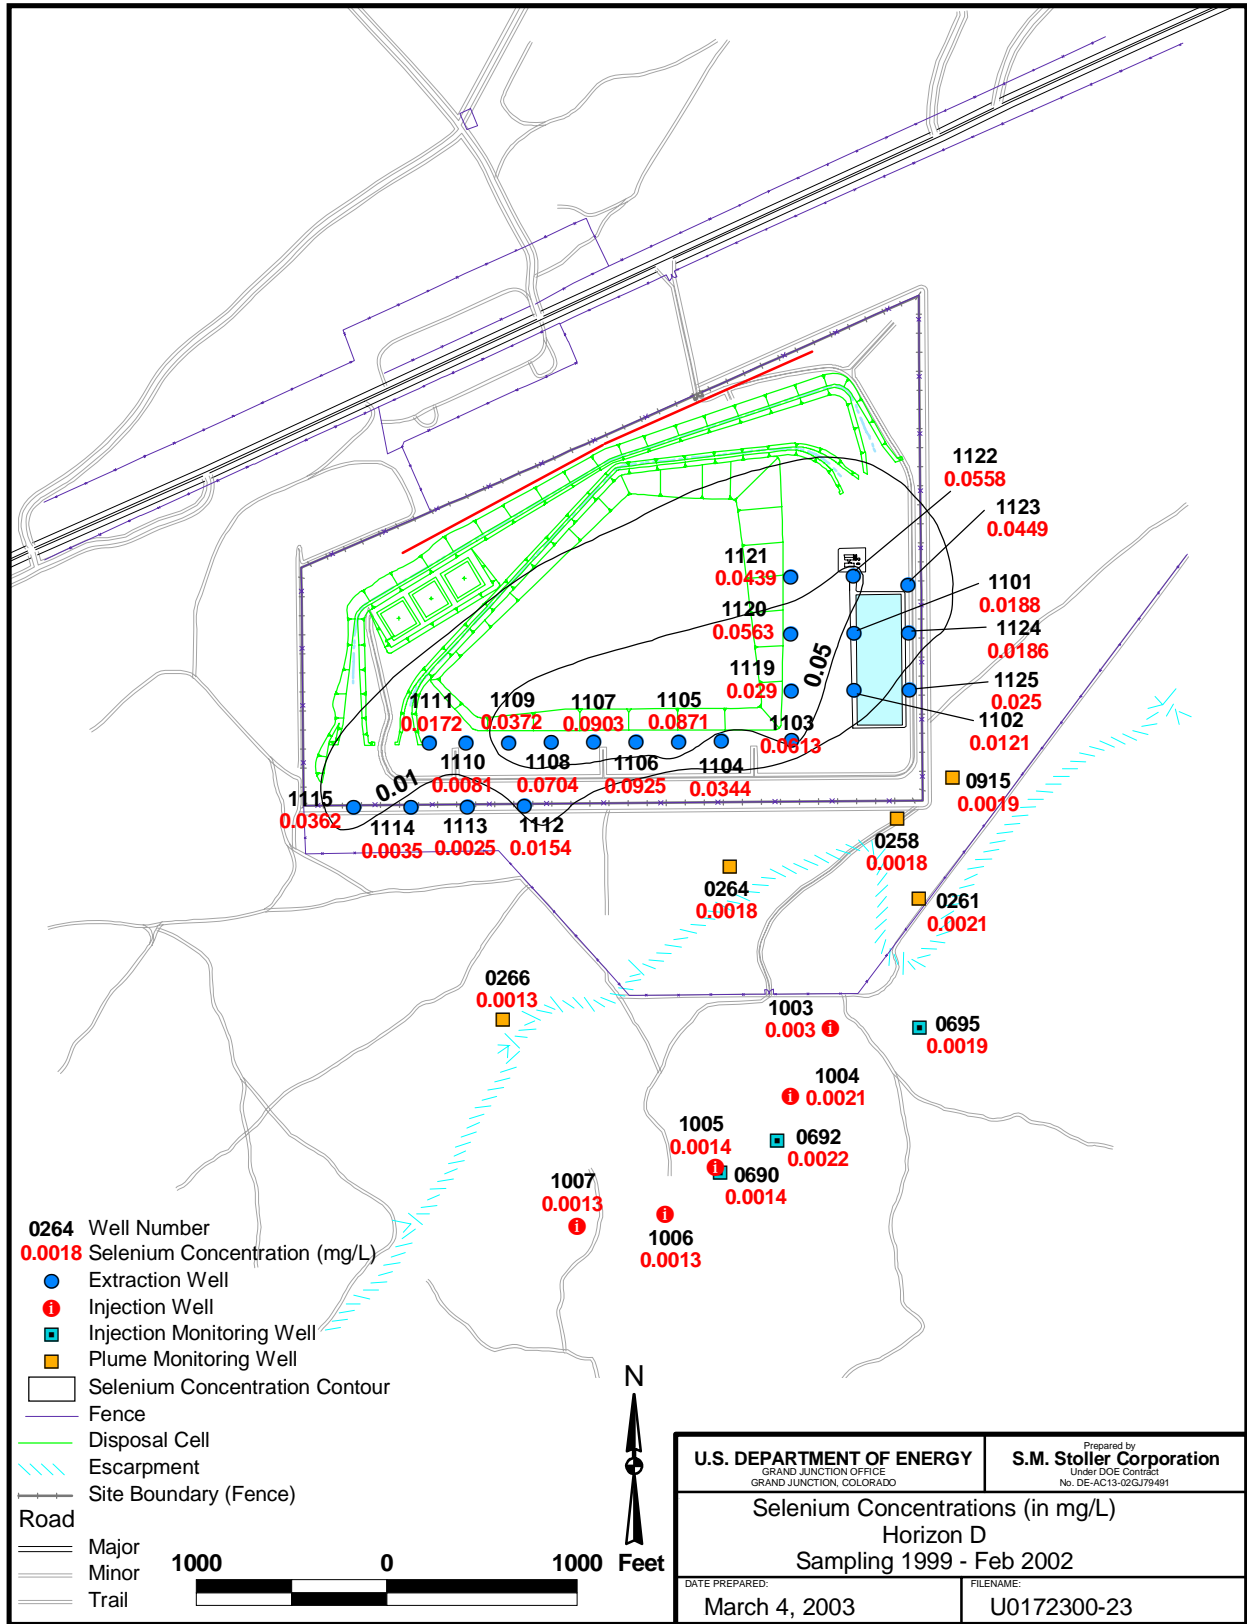 1122
0.0558
1123
0.0449
1121
0.0439
1101
0.0188
1120
0.0563
1124
0.0186
1119
0.029
0.05
1125
0.025
1111
0.0172
1109
0.0372
1107
0.0903
1105
0.0871
1103
0.0613
1102
0.0121
1110
0.0081
1108
0.0704
1106
0.0925
1104
0.0344
0.01
0915
0.0019
1115
0.0362
1114
0.0035
1113
0.0025
1112
0.0154
0258
0.0018
0264
0.0018
0261
0.0021
0266
0.0013
1003
0.003
0695
0.0019
1004
0.0021
1005
0.0014
0692
0.0022
0690
0.0014
1007
0.0013
1006
0.0013
0264 Well Number
0.0018 Selenium Concentration (mg/L)
Extraction Well
i Injection Well
Injection Monitoring Well
Plume Monitoring Well
Selenium Concentration Contour
Fence
Disposal Cell
Escarpment
Site Boundary (Fence)
Road
Major
Minor
Trail
1000 0 1000 Feet
N
U.S. DEPARTMENT OF ENERGY
GRAND JUNCTION OFFICE
GRAND JUNCTION, COLORADO
Prepared by
S.M. Stoller Corporation
Under DOE Contract
No. DE-AC13-02GJ79491
Selenium Concentrations (in mg/L)
Horizon D
Sampling 1999 - Feb 2002
DATE PREPARED:
March 4, 2003
FILENAME:
U0172300-23